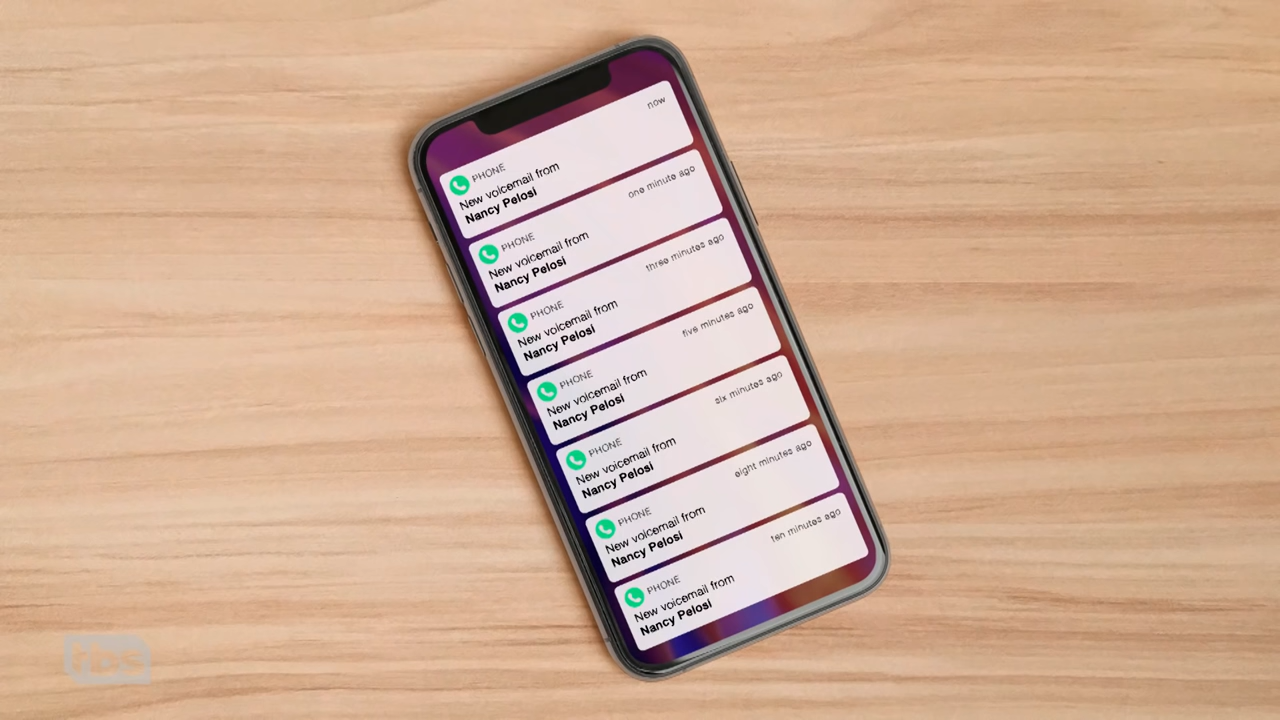 now
PHONE
New voicemail from
Nancy Pelosi
one minute ago
PHONE
New voicemail from
Nancy Pelosi
three minutes ago
PHONE
New voicemail from
Nancy Pelosi
five minutes ago
PHONE
New voicemail from
Nancy Pelosi
six minutes ago
PHONE
New voicemail from
Nancy Pelosi
eight minutes ago
PHONE
New voicemail from
Nancy Pelosi
ten minutes ago
PHONE
New voicemail from
Nancy Pelosi
tbs